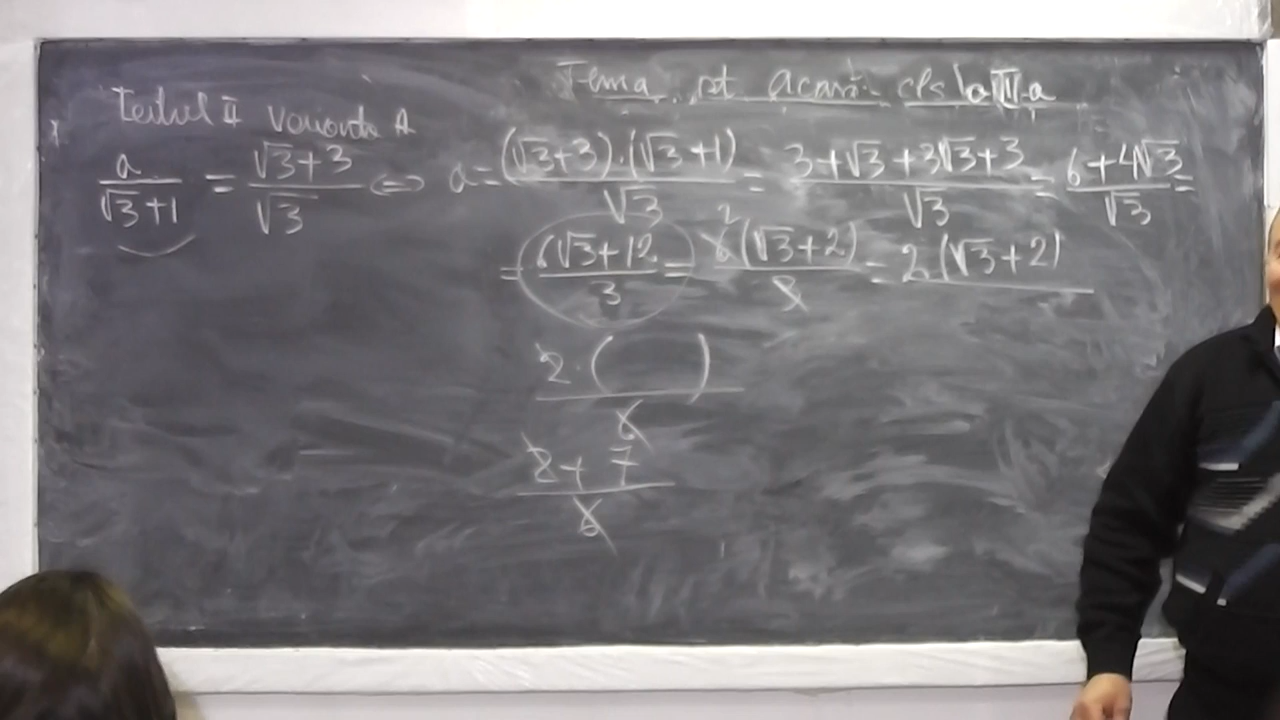 Tema pt acasă cls a VII-a
Testul II varianta A
a/(√3+1) = (√3+3)/√3 ⇔ a = ((√3+3)·(√3+1))/√3 = (3+√3+3√3+3)/√3 = (6+4√3)/√3 =
= (6√3+12)/3 = 6(√3+2)/3 2 = 2.(√3+2)
2·( )/6
2+7/6